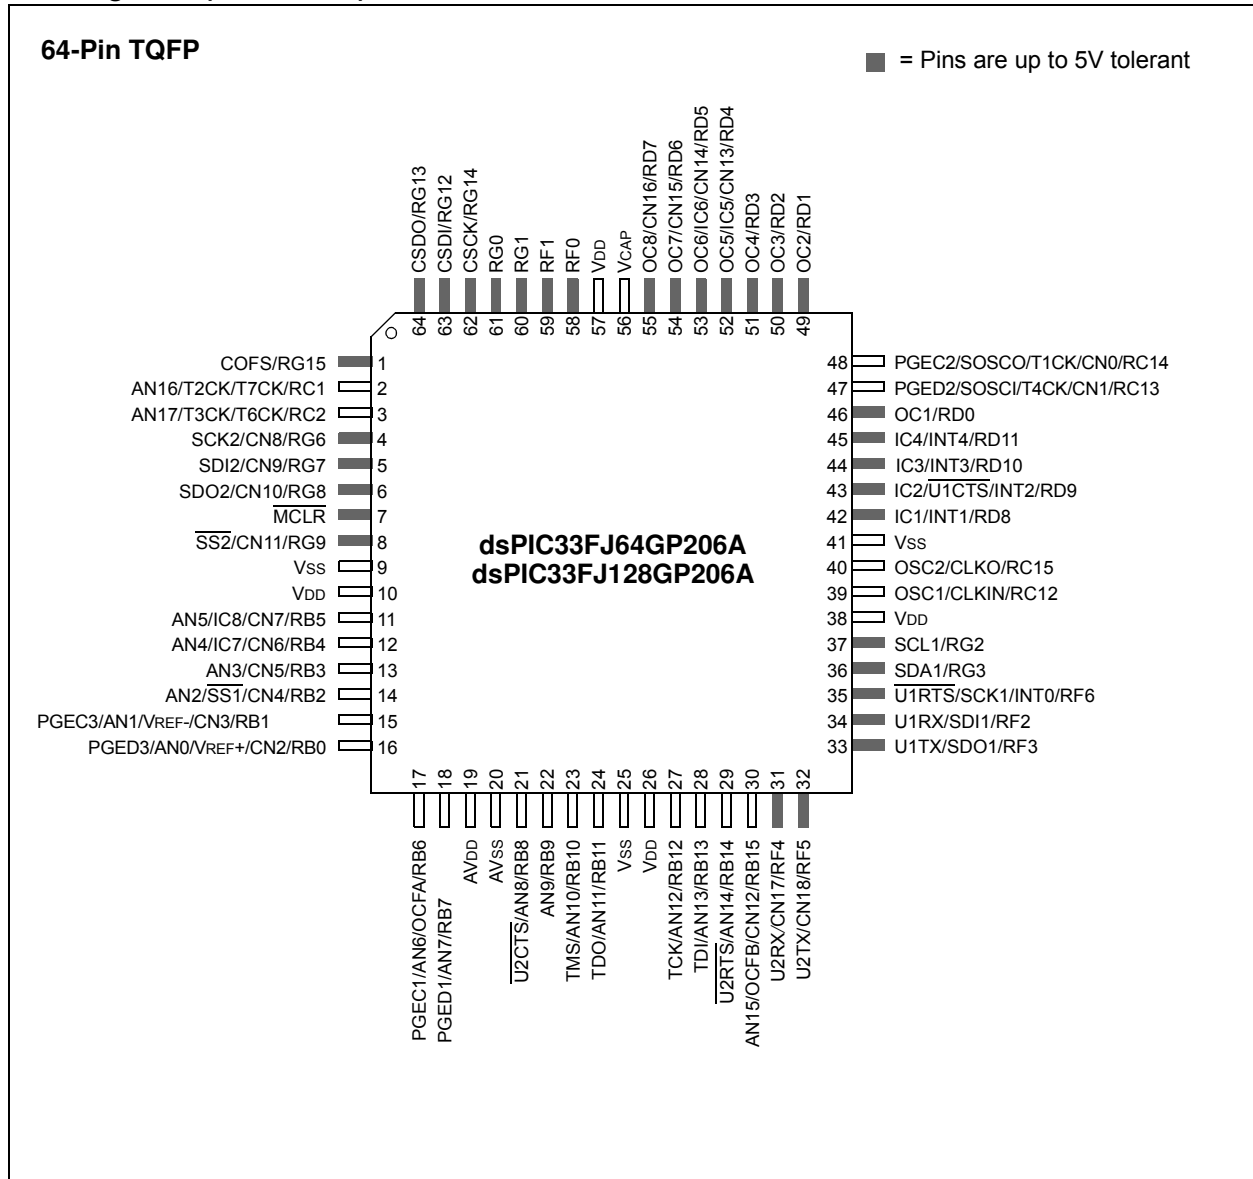 64-Pin TQFP
= Pins are up to 5V tolerant
CSDO/RG13
CSDI/RG12
CSCK/RG14
RG0
RG1
RF1
RF0
VDD
VCAP
OC8/CN16/RD7
OC7/CN15/RD6
OC6/IC6/CN14/RD5
OC5/IC5/CN13/RD4
OC4/RD3
OC3/RD2
OC2/RD1
64 63 62 61 60 59 58 57 56 55 54 53 52 51 50 49
COFS/RG15 1
AN16/T2CK/T7CK/RC1 2
AN17/T3CK/T6CK/RC2 3
SCK2/CN8/RG6 4
SDI2/CN9/RG7 5
SDO2/CN10/RG8 6
MCLR 7
SS2/CN11/RG9 8
VSS 9
VDD 10
AN5/IC8/CN7/RB5 11
AN4/IC7/CN6/RB4 12
AN3/CN5/RB3 13
AN2/SS1/CN4/RB2 14
PGEC3/AN1/VREF-/CN3/RB1 15
PGED3/AN0/VREF+/CN2/RB0 16
dsPIC33FJ64GP206A
dsPIC33FJ128GP206A
48 PGEC2/SOSCO/T1CK/CN0/RC14
47 PGED2/SOSCI/T4CK/CN1/RC13
46 OC1/RD0
45 IC4/INT4/RD11
44 IC3/INT3/RD10
43 IC2/U1CTS/INT2/RD9
42 IC1/INT1/RD8
41 VSS
40 OSC2/CLKO/RC15
39 OSC1/CLKIN/RC12
38 VDD
37 SCL1/RG2
36 SDA1/RG3
35 U1RTS/SCK1/INT0/RF6
34 U1RX/SDI1/RF2
33 U1TX/SDO1/RF3
17 18 19 20 21 22 23 24 25 26 27 28 29 30 31 32
PGEC1/AN6/OCFA/RB6
PGED1/AN7/RB7
AVDD
AVSS
U2CTS/AN8/RB8
AN9/RB9
TMS/AN10/RB10
TDO/AN11/RB11
VSS
VDD
TCK/AN12/RB12
TDI/AN13/RB13
U2RTS/AN14/RB14
AN15/OCFB/CN12/RB15
U2RX/CN17/RF4
U2TX/CN18/RF5